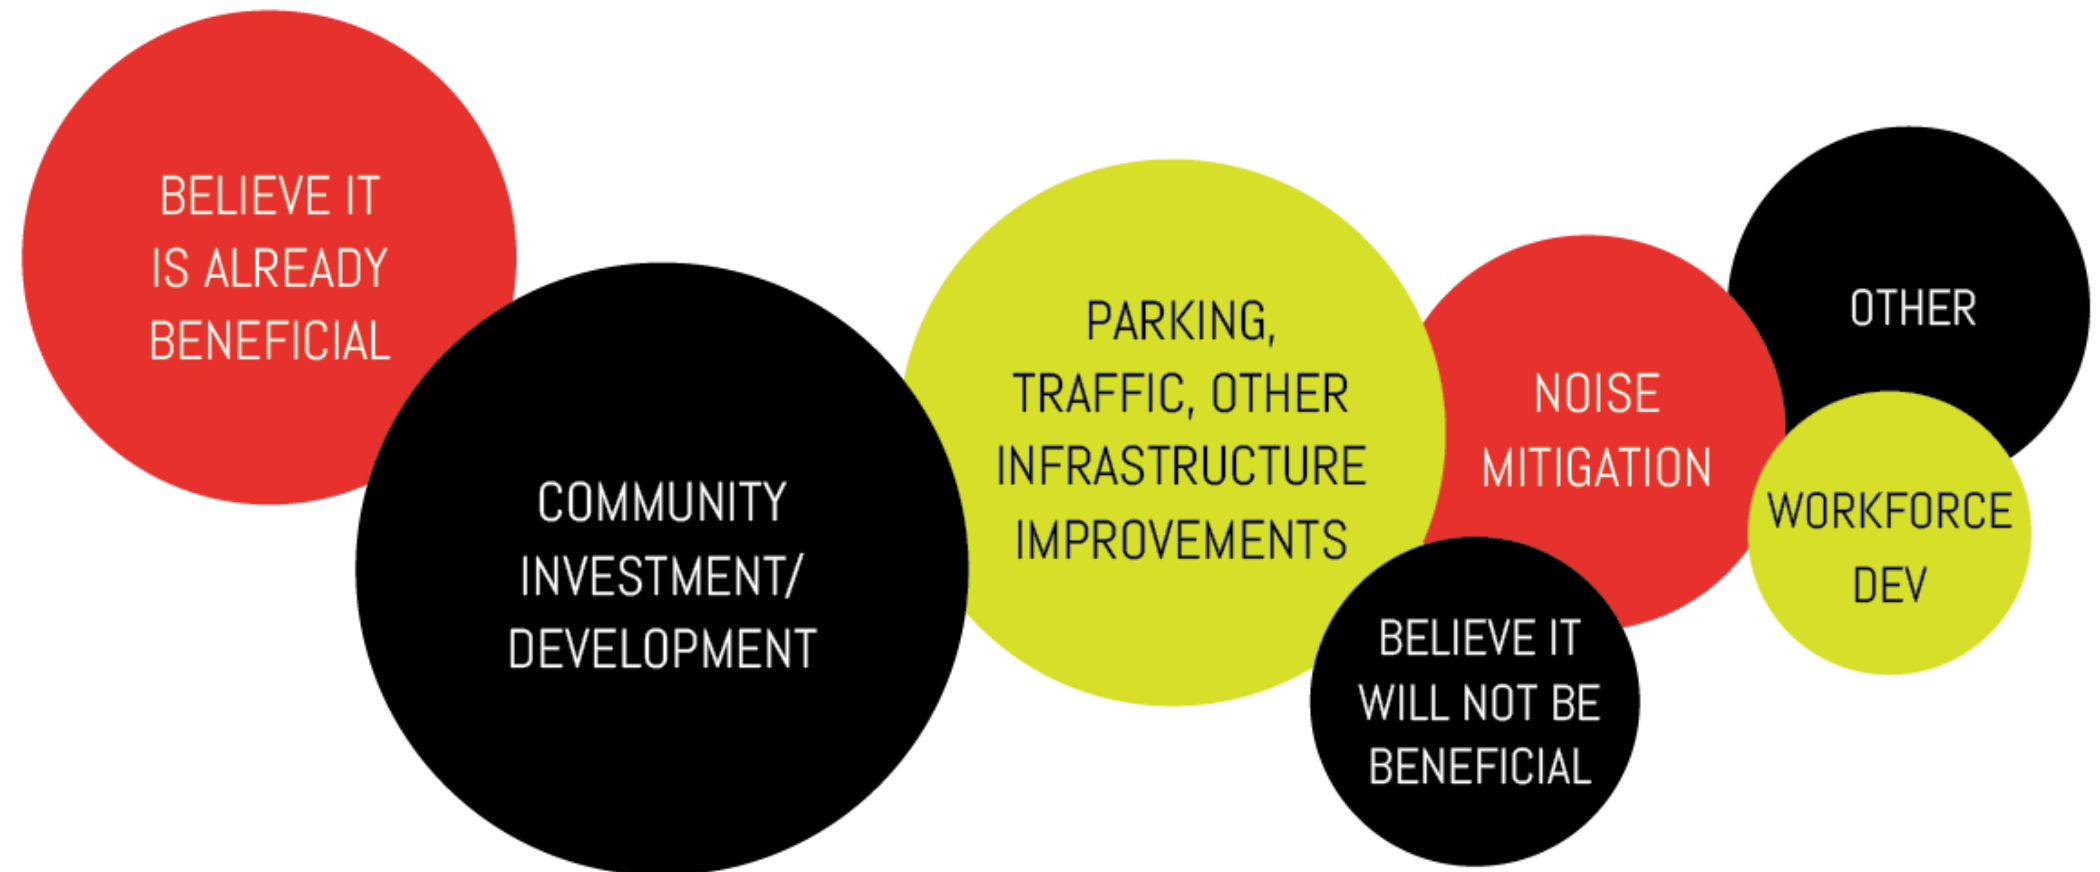 BELIEVE IT
IS ALREADY
BENEFICIAL
COMMUNITY
INVESTMENT/
DEVELOPMENT
PARKING,
TRAFFIC, OTHER
INFRASTRUCTURE
IMPROVEMENTS
NOISE
MITIGATION
BELIEVE IT
WILL NOT BE
BENEFICIAL
OTHER
WORKFORCE
DEV